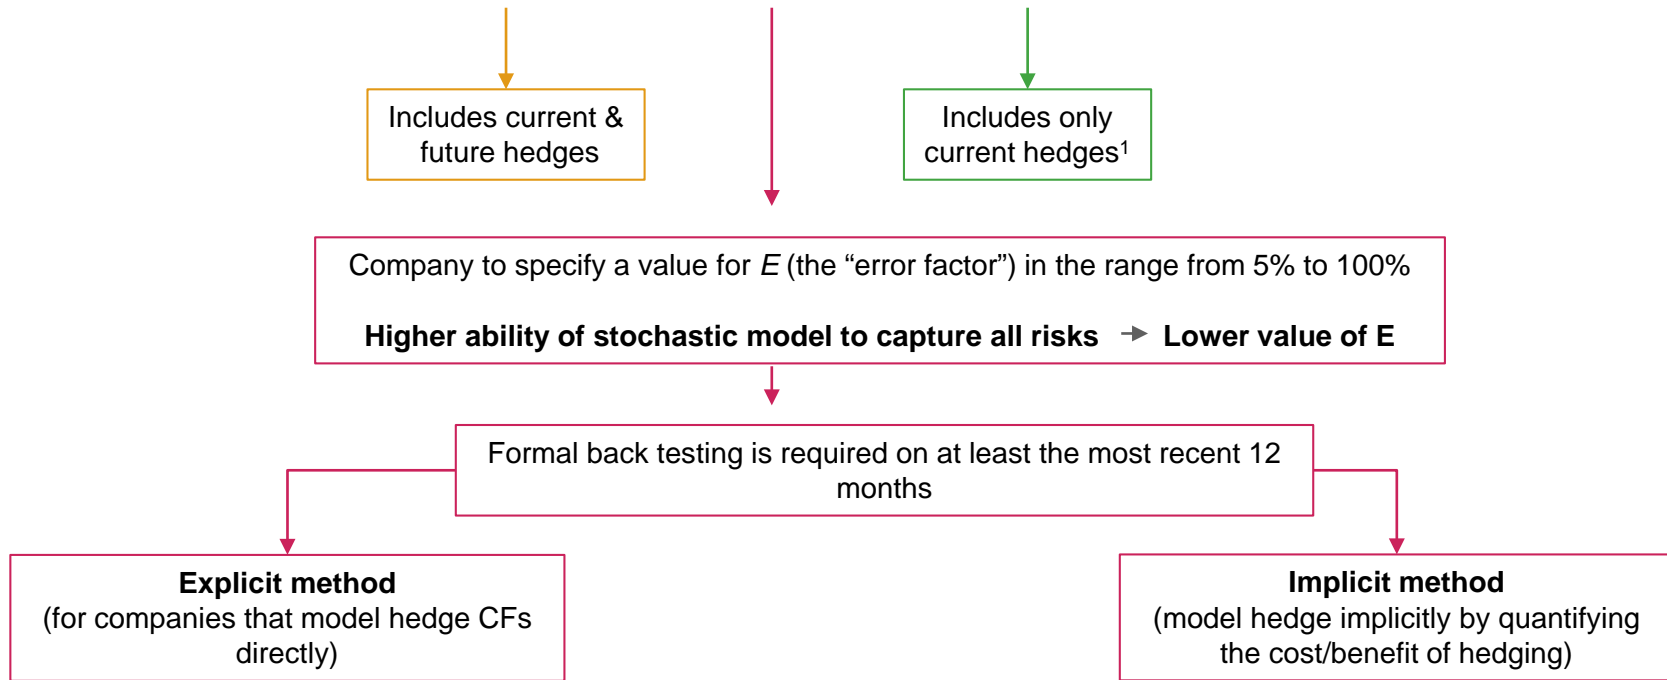 Includes current &
future hedges
Includes only
current hedges¹
Company to specify a value for E (the “error factor”) in the range from 5% to 100%
Higher ability of stochastic model to capture all risks → Lower value of E
Formal back testing is required on at least the most recent 12
months
Explicit method
(for companies that model hedge CFs
directly)
Implicit method
(model hedge implicitly by quantifying
the cost/benefit of hedging)